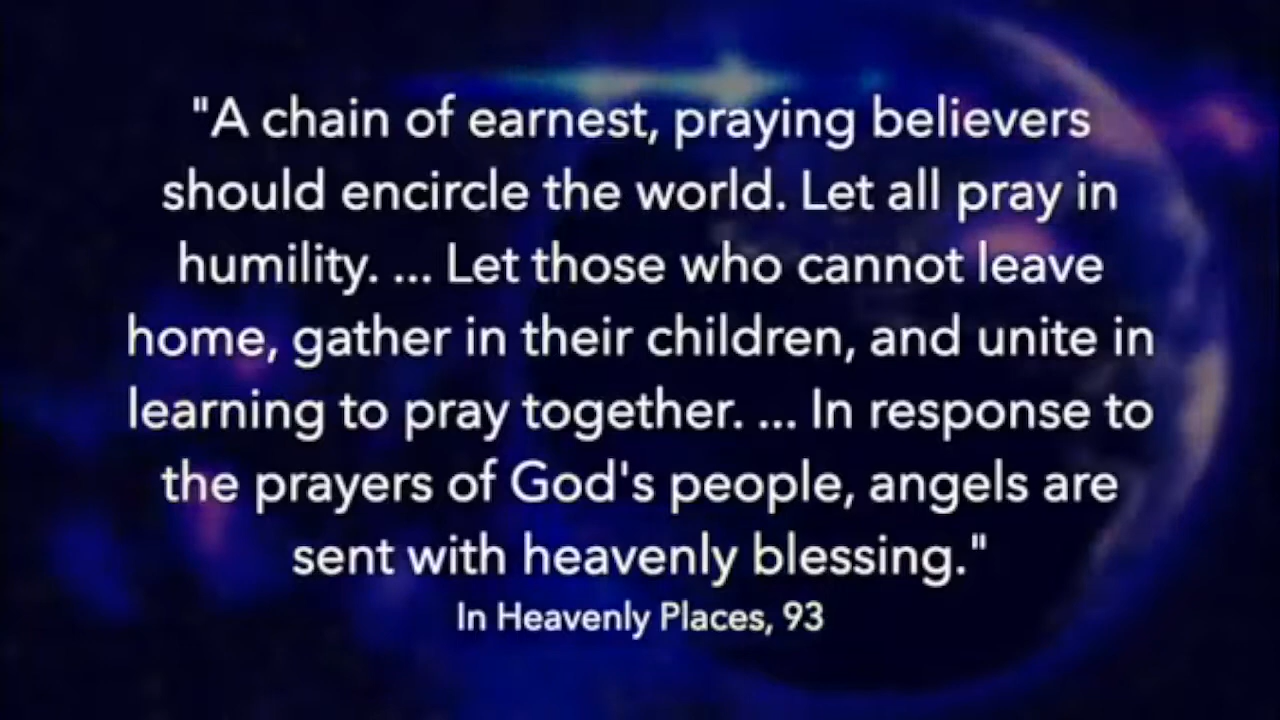 "A chain of earnest, praying believers
should encircle the world. Let all pray in
humility. ... Let those who cannot leave
home, gather in their children, and unite in
learning to pray together. ... In response to
the prayers of God's people, angels are
sent with heavenly blessing."
In Heavenly Places, 93